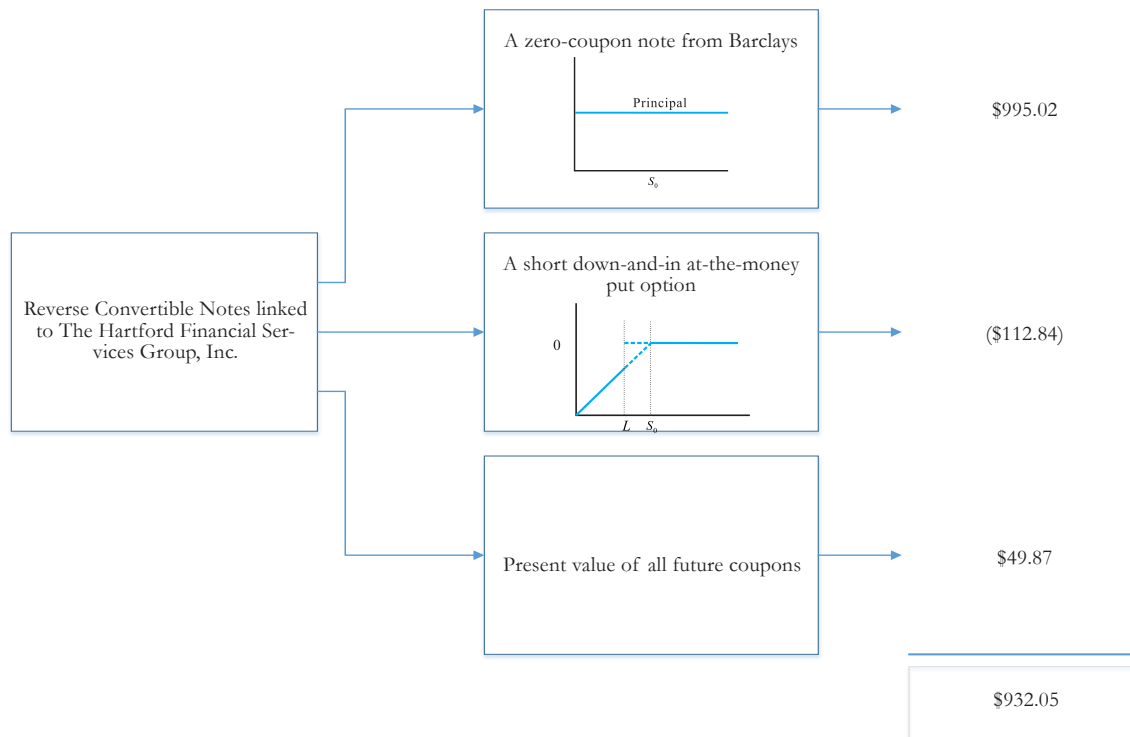 A zero-coupon note from Barclays
Principal
S₀
$995.02
Reverse Convertible Notes linked
to The Hartford Financial Ser-
vices Group, Inc.
A short down-and-in at-the-money
put option
0
L S₀
($112.84)
Present value of all future coupons
$49.87
$932.05